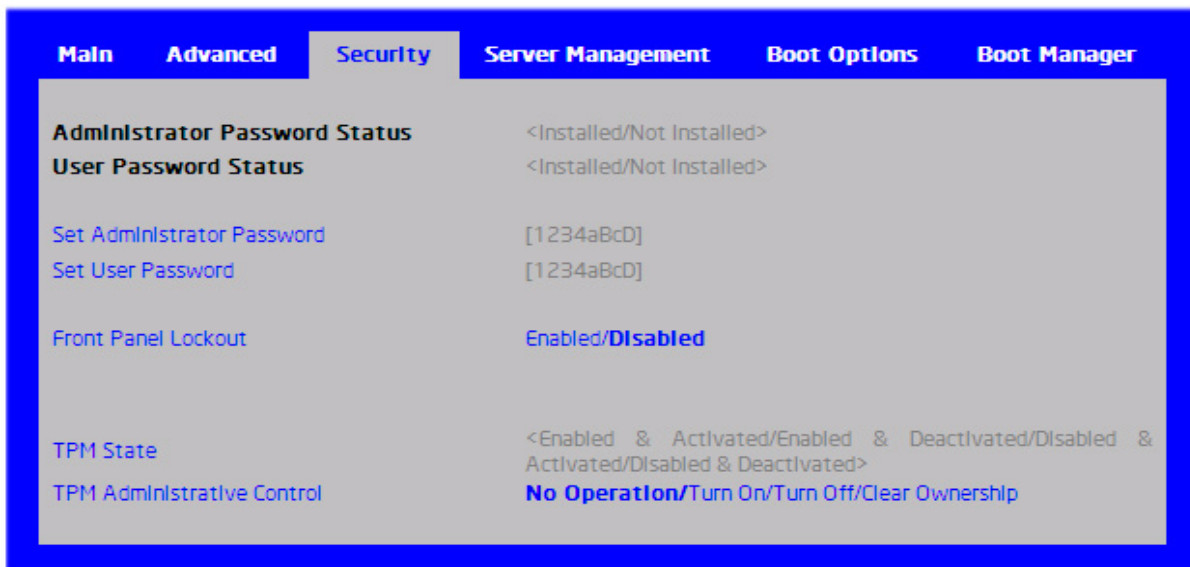 Main Advanced Security Server Management Boot Options Boot Manager
Administrator Password Status <Installed/Not Installed>
User Password Status <Installed/Not Installed>
Set Administrator Password [1234aBcD]
Set User Password [1234aBcD]
Front Panel Lockout Enabled/Disabled
TPM State <Enabled & Activated/Enabled & Deactivated/Disabled &
Activated/Disabled & Deactivated>
TPM Administrative Control No Operation/Turn On/Turn Off/Clear Ownership